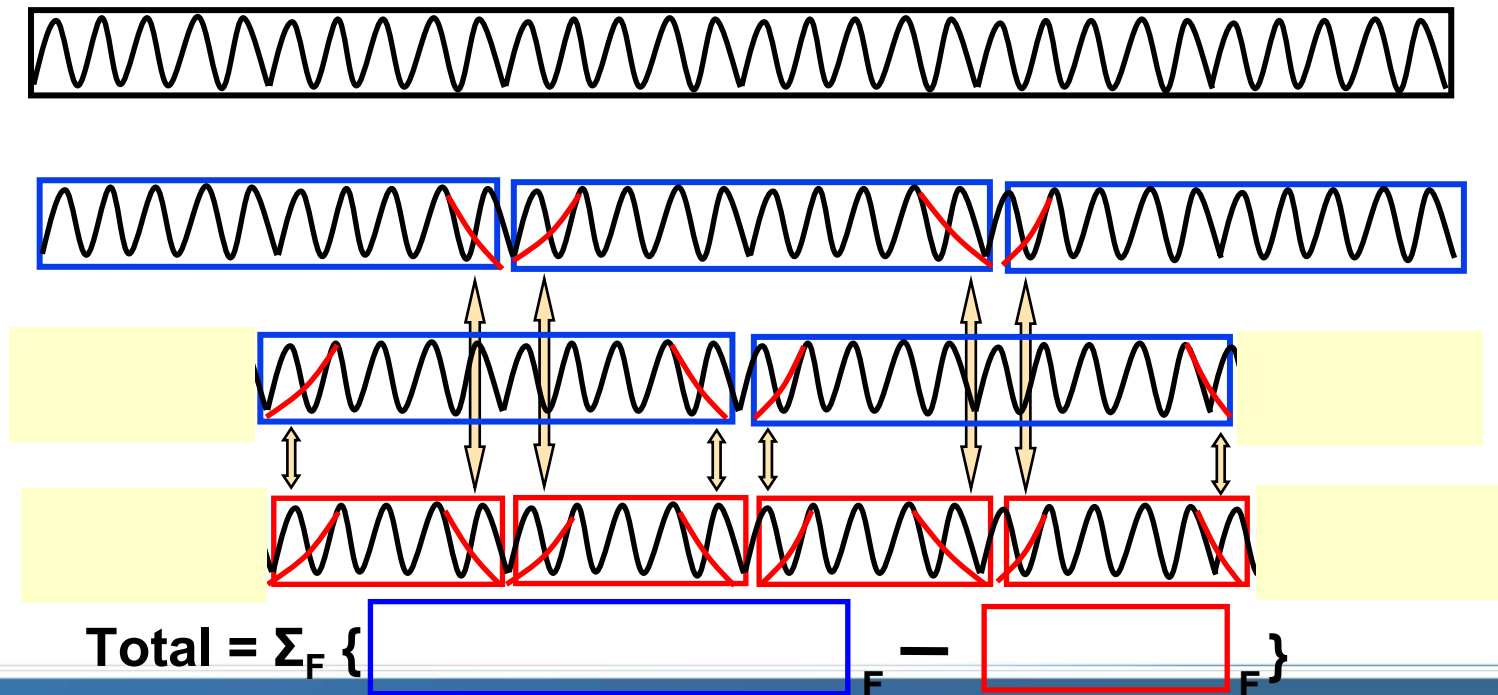 Total = Σ_F { _F — _F }